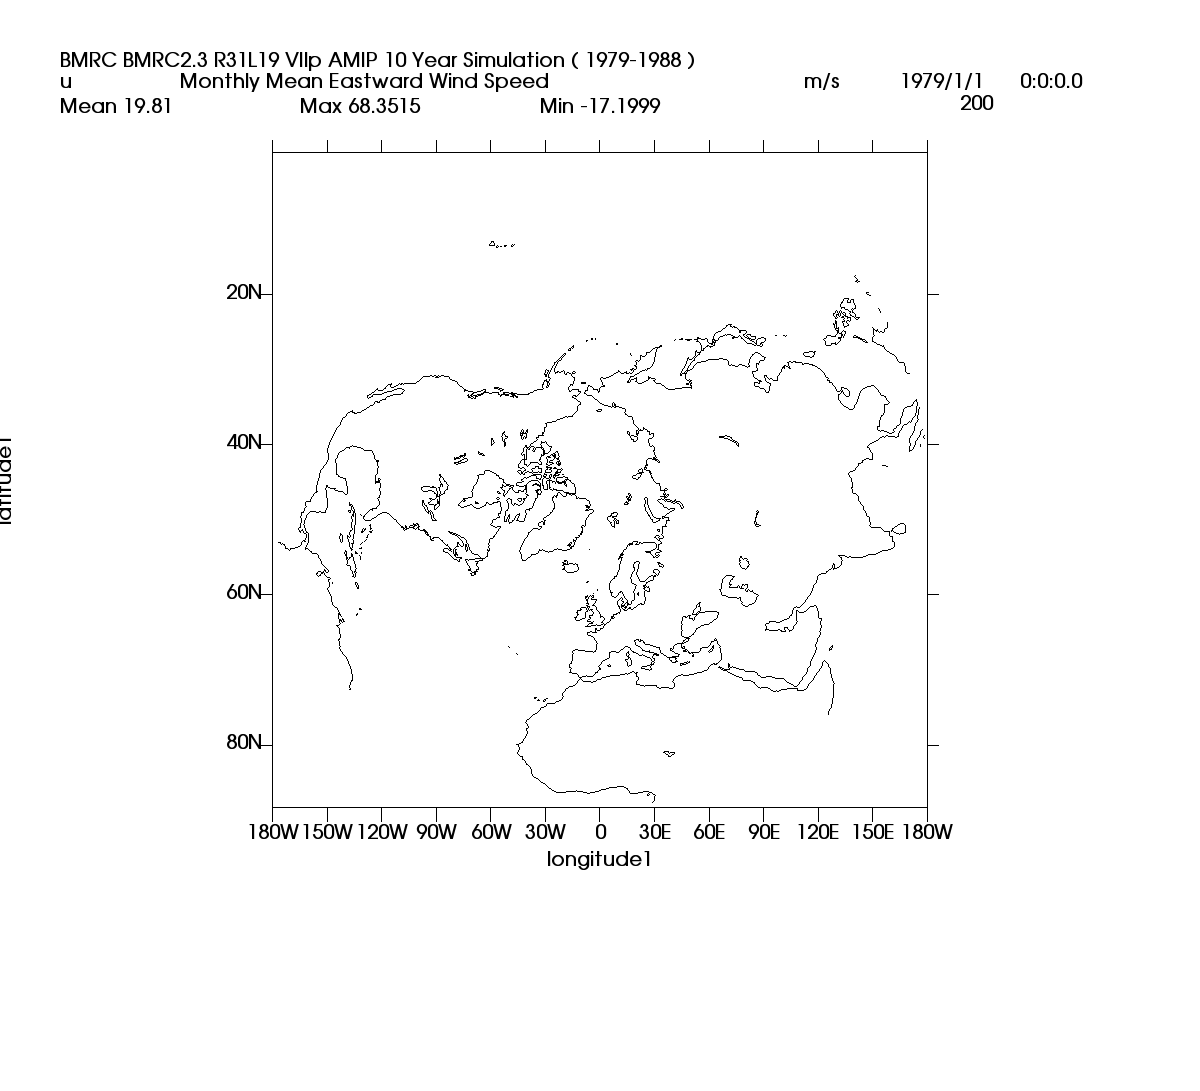 BMRC BMRC2.3 R31L19 VIIp AMIP 10 Year Simulation ( 1979-1988 )
u Monthly Mean Eastward Wind Speed m/s 1979/1/1 0:0:0.0
Mean 19.81 Max 68.3515 Min -17.1999 200
20N
40N
latitude1
60N
80N
180W 150W 120W 90W 60W 30W 0 30E 60E 90E 120E 150E 180W
longitude1